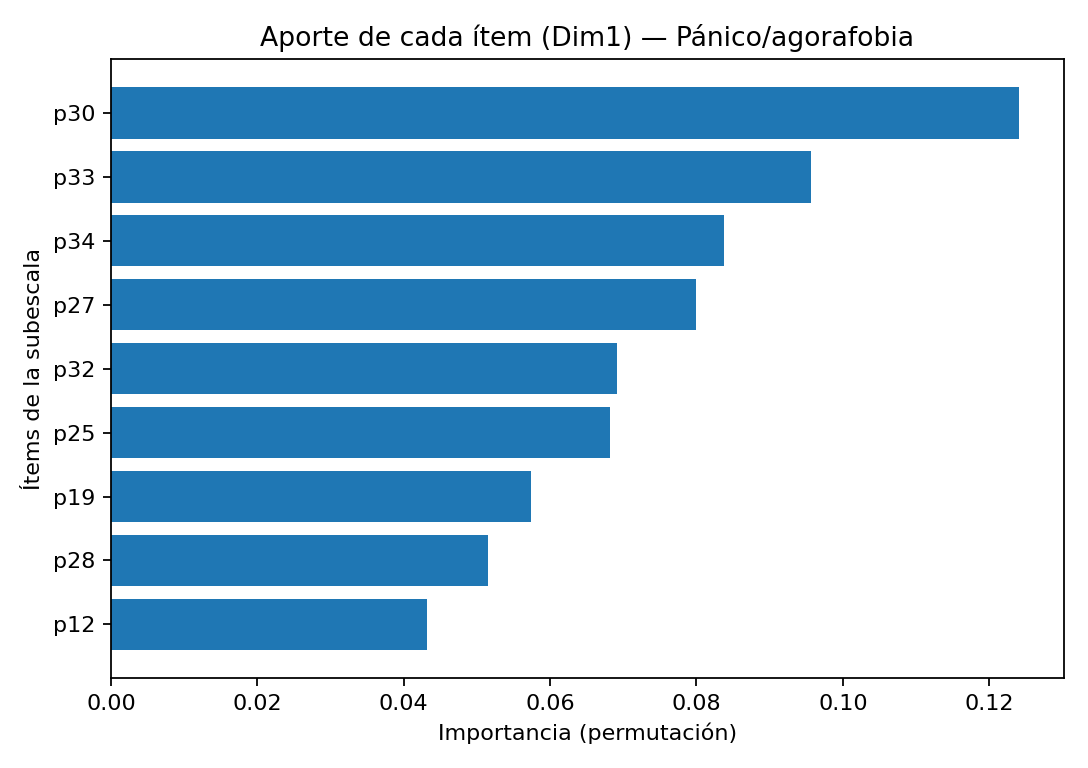 Aporte de cada ítem (Dim1) — Pánico/agorafobia
Ítems de la subescala
p30
p33
p34
p27
p32
p25
p19
p28
p12
0.00 0.02 0.04 0.06 0.08 0.10 0.12
Importancia (permutación)